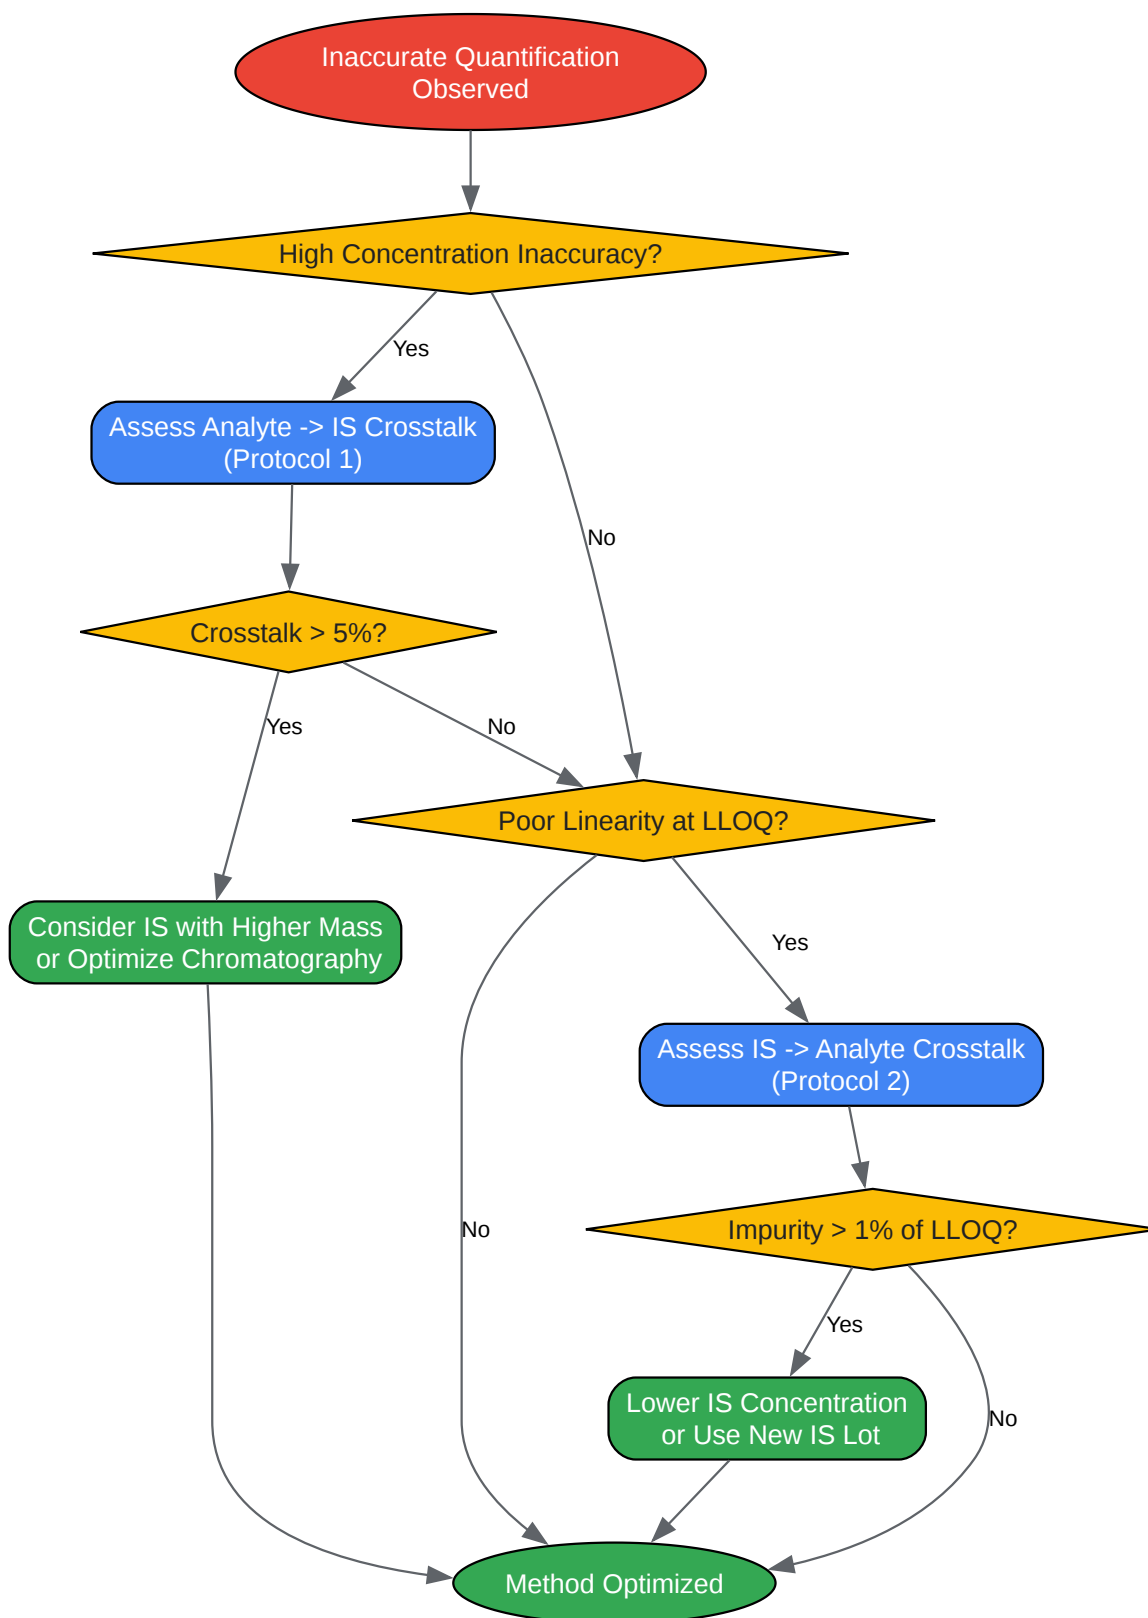 Inaccurate Quantification
Observed
High Concentration Inaccuracy?
Yes
Assess Analyte -> IS Crosstalk
(Protocol 1)
No
Crosstalk > 5%?
Yes
No
Poor Linearity at LLOQ?
Consider IS with Higher Mass
or Optimize Chromatography
Yes
Assess IS -> Analyte Crosstalk
(Protocol 2)
No
Impurity > 1% of LLOQ?
Yes
Lower IS Concentration
or Use New IS Lot
No
Method Optimized